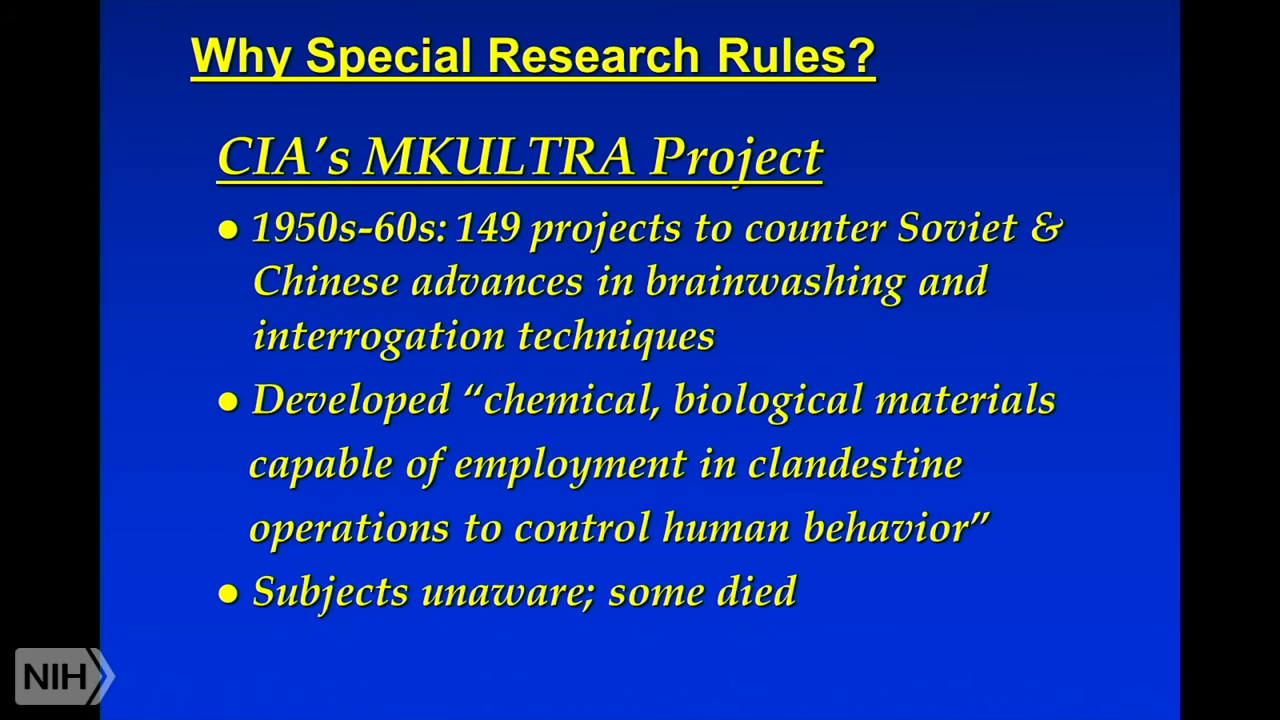 Why Special Research Rules?
CIA’s MKULTRA Project
● 1950s-60s: 149 projects to counter Soviet &
Chinese advances in brainwashing and
interrogation techniques
● Developed “chemical, biological materials
capable of employment in clandestine
operations to control human behavior”
● Subjects unaware; some died
NIH